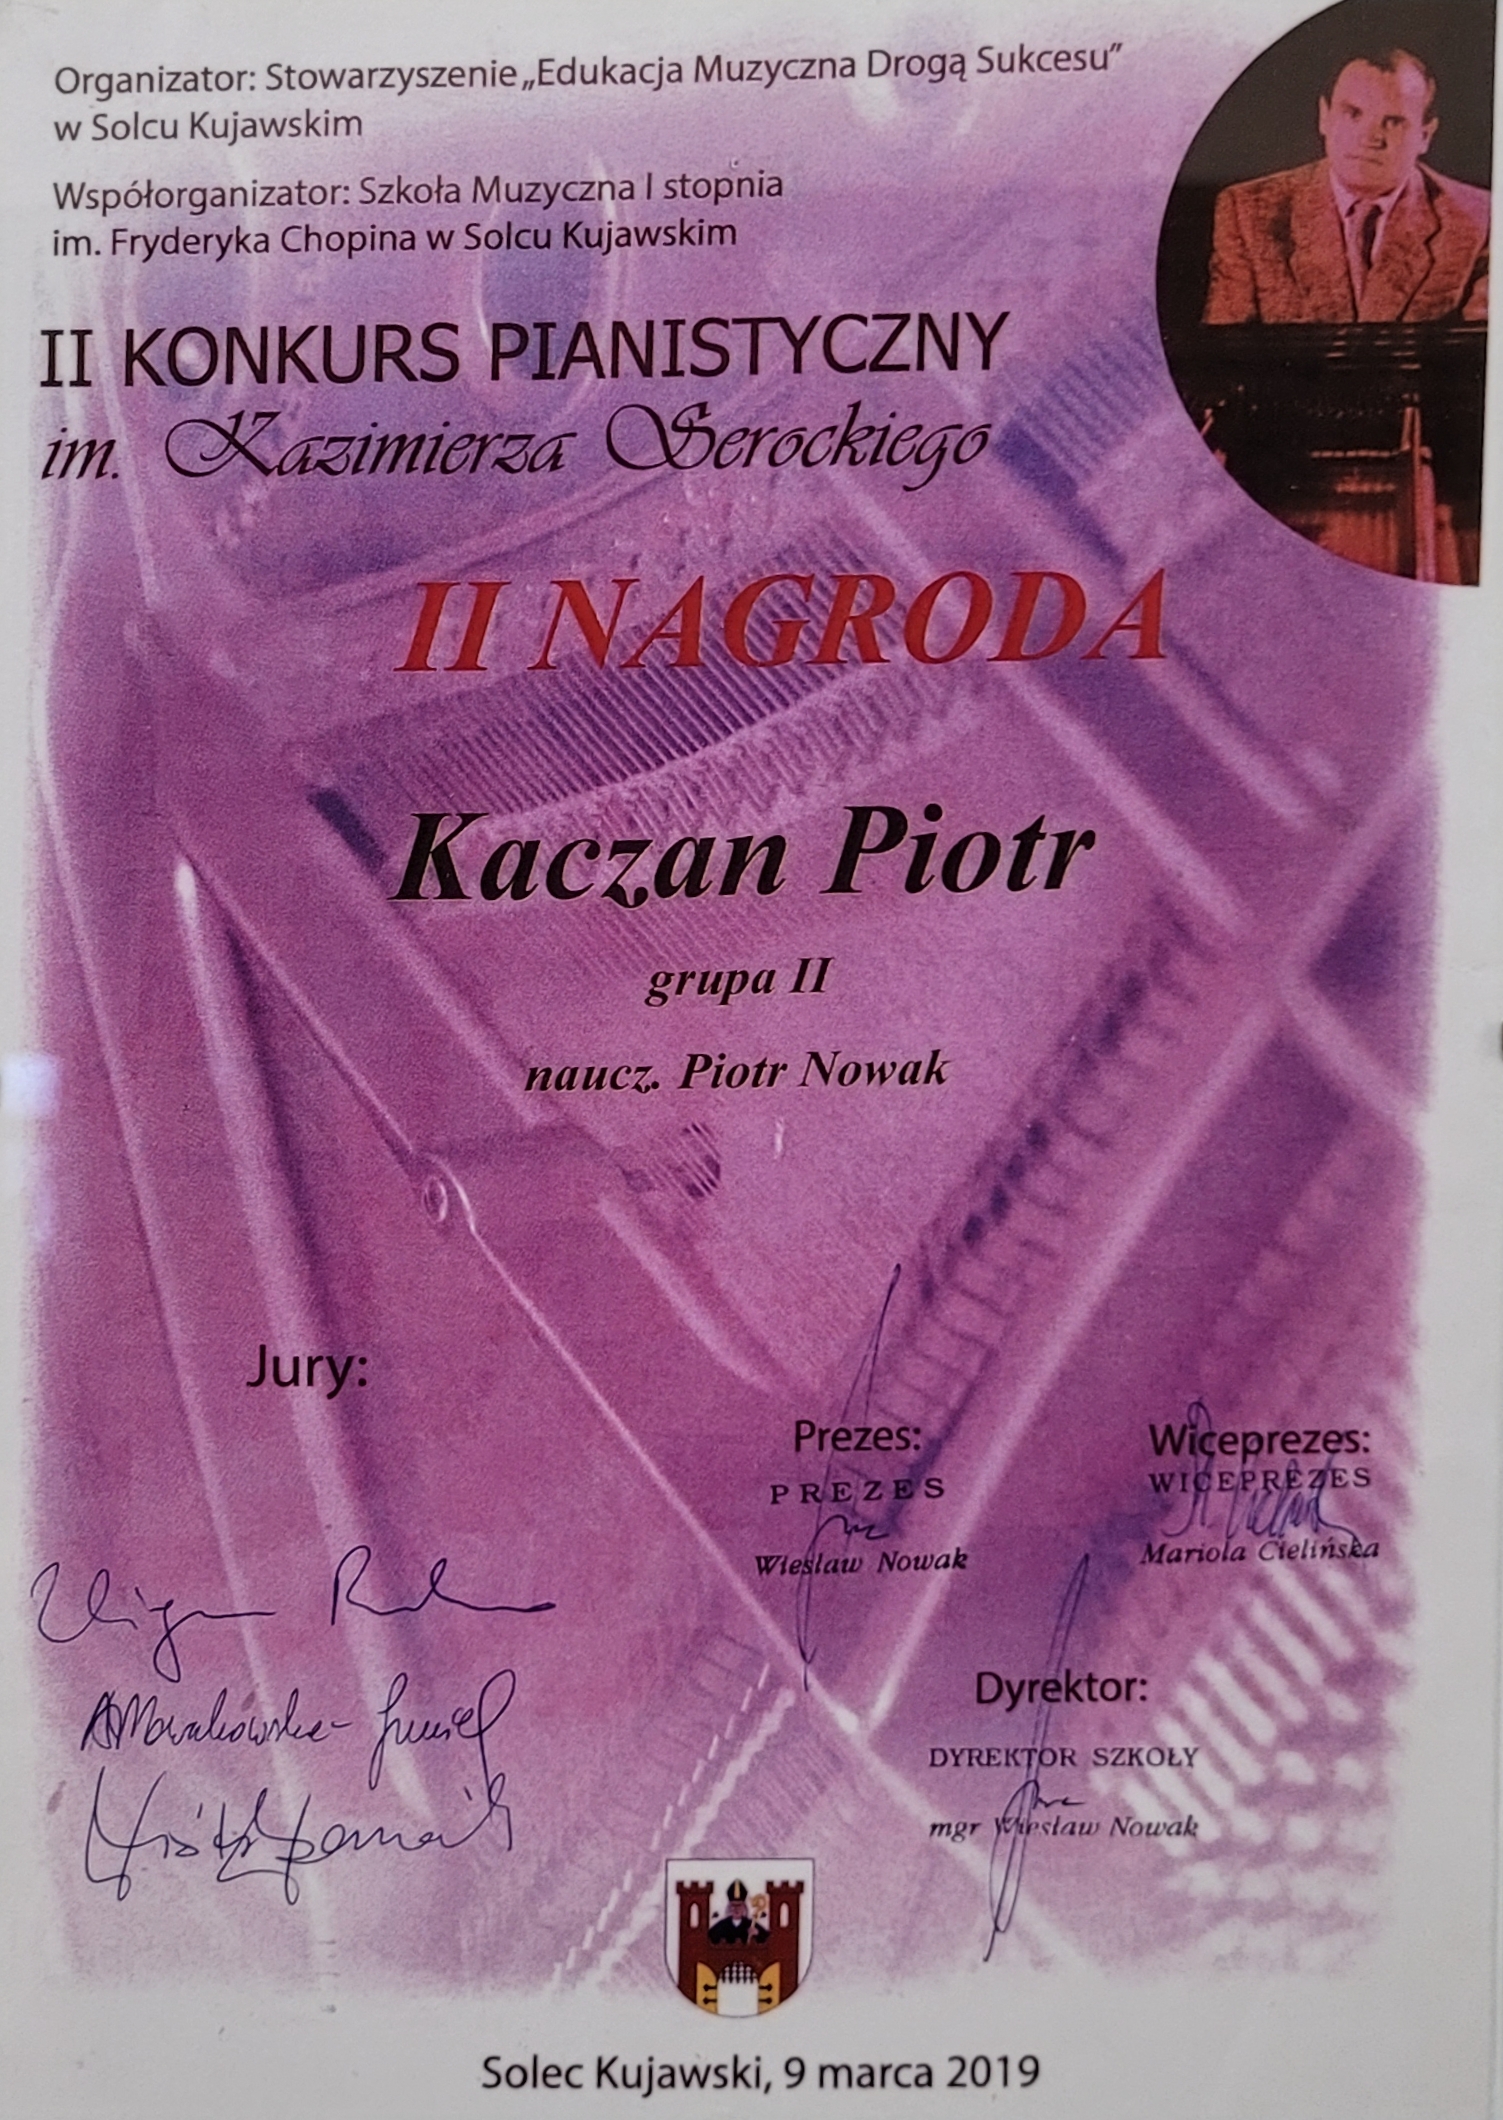 Organizator: Stowarzyszenie „Edukacja Muzyczna Drogą Sukcesu”
w Solcu Kujawskim
Współorganizator: Szkoła Muzyczna I stopnia
im. Fryderyka Chopina w Solcu Kujawskim
II KONKURS PIANISTYCZNY
im. Kazimierza Serockiego
II NAGRODA
Kaczan Piotr
grupa II
naucz. Piotr Nowak
Jury:
Prezes:
PREZES
Wiesław Nowak
Wiceprezes:
WICEPREZES
Mariola Cielińska
Dyrektor:
DYREKTOR SZKOŁY
mgr Wiesław Nowak
Solec Kujawski, 9 marca 2019